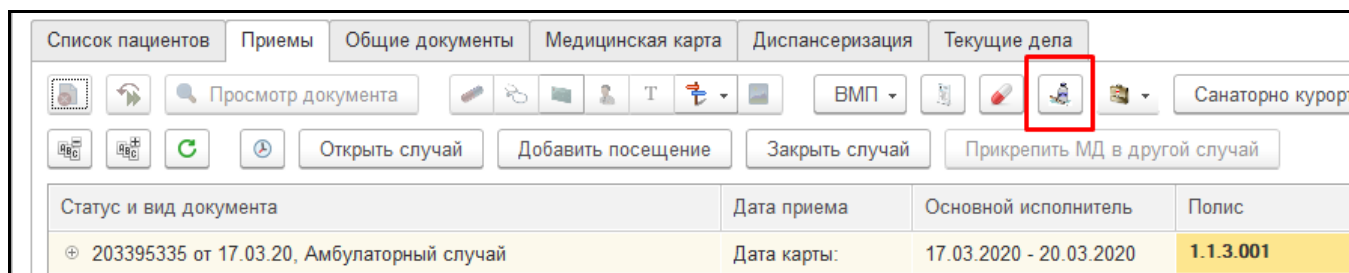 Список пациентов Приемы Общие документы Медицинская карта Диспансеризация Текущие дела
Просмотр документа T ВМП Санаторно курорт
Открыть случай Добавить посещение Закрыть случай Прикрепить МД в другой случай
Статус и вид документа Дата приема Основной исполнитель Полис
203395335 от 17.03.20, Амбулаторный случай Дата карты: 17.03.2020 - 20.03.2020 1.1.3.001